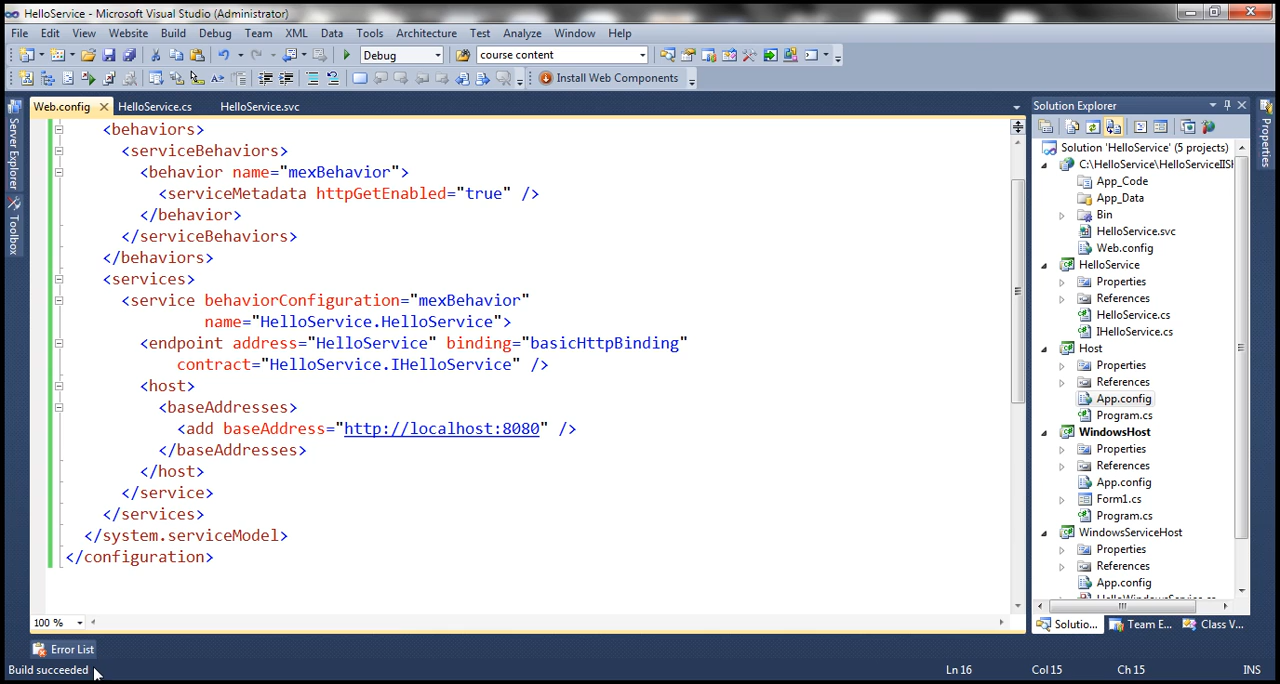 HelloService - Microsoft Visual Studio (Administrator)
File Edit View Website Build Debug Team XML Data Tools Architecture Test Analyze Window Help
Debug course content
Install Web Components
Web.config HelloService.cs HelloService.svc
Server Explorer
Toolbox
<behaviors>
<serviceBehaviors>
<behavior name="mexBehavior">
<serviceMetadata httpGetEnabled="true" />
</behavior>
</serviceBehaviors>
</behaviors>
<services>
<service behaviorConfiguration="mexBehavior"
name="HelloService.HelloService">
<endpoint address="HelloService" binding="basicHttpBinding"
contract="HelloService.IHelloService" />
<host>
<baseAddresses>
<add baseAddress="http://localhost:8080" />
</baseAddresses>
</host>
</service>
</services>
</system.serviceModel>
</configuration>
100 %
Solution Explorer
Solution 'HelloService' (5 projects)
C:\HelloService\HelloServiceIISH
App_Code
App_Data
Bin
HelloService.svc
Web.config
HelloService
Properties
References
HelloService.cs
IHelloService.cs
Host
Properties
References
App.config
Program.cs
WindowsHost
Properties
References
App.config
Form1.cs
Program.cs
WindowsServiceHost
Properties
References
App.config
HelloWindowsService.cs
Solutio... Team E... Class V...
Properties
Error List
Build succeeded Ln 16 Col 15 Ch 15 INS